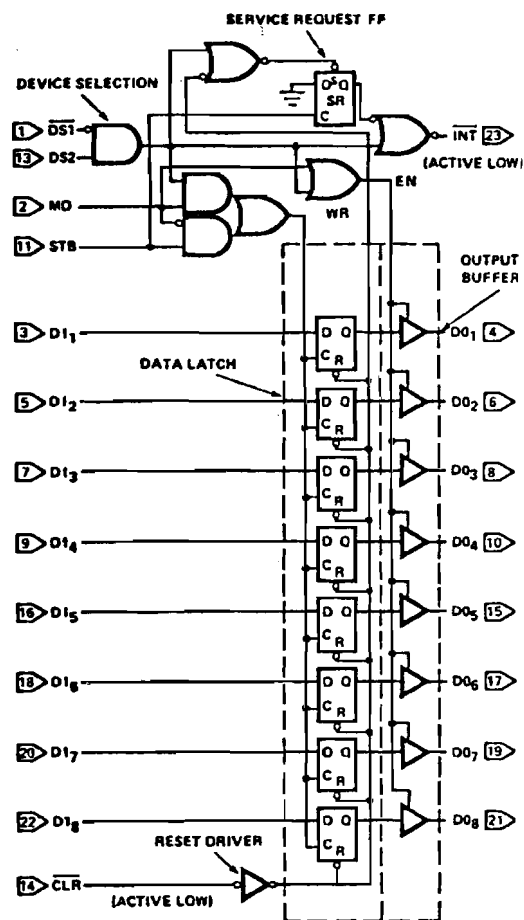 SERVICE REQUEST FF
DEVICE SELECTION
D S Q
SR
C
1 DS1
13 DS2
INT 23
(ACTIVE LOW)
2 MD
EN
WR
11 STB
OUTPUT
BUFFER
3 DI1 D Q C R DO1 4
DATA LATCH
5 DI2 D Q C R DO2 6
7 DI3 D Q C R DO3 8
9 DI4 D Q C R DO4 10
16 DI5 D Q C R DO5 15
18 DI6 D Q C R DO6 17
20 DI7 D Q C R DO7 19
22 DI8 D Q C R DO8 21
RESET DRIVER
14 CLR
(ACTIVE LOW)